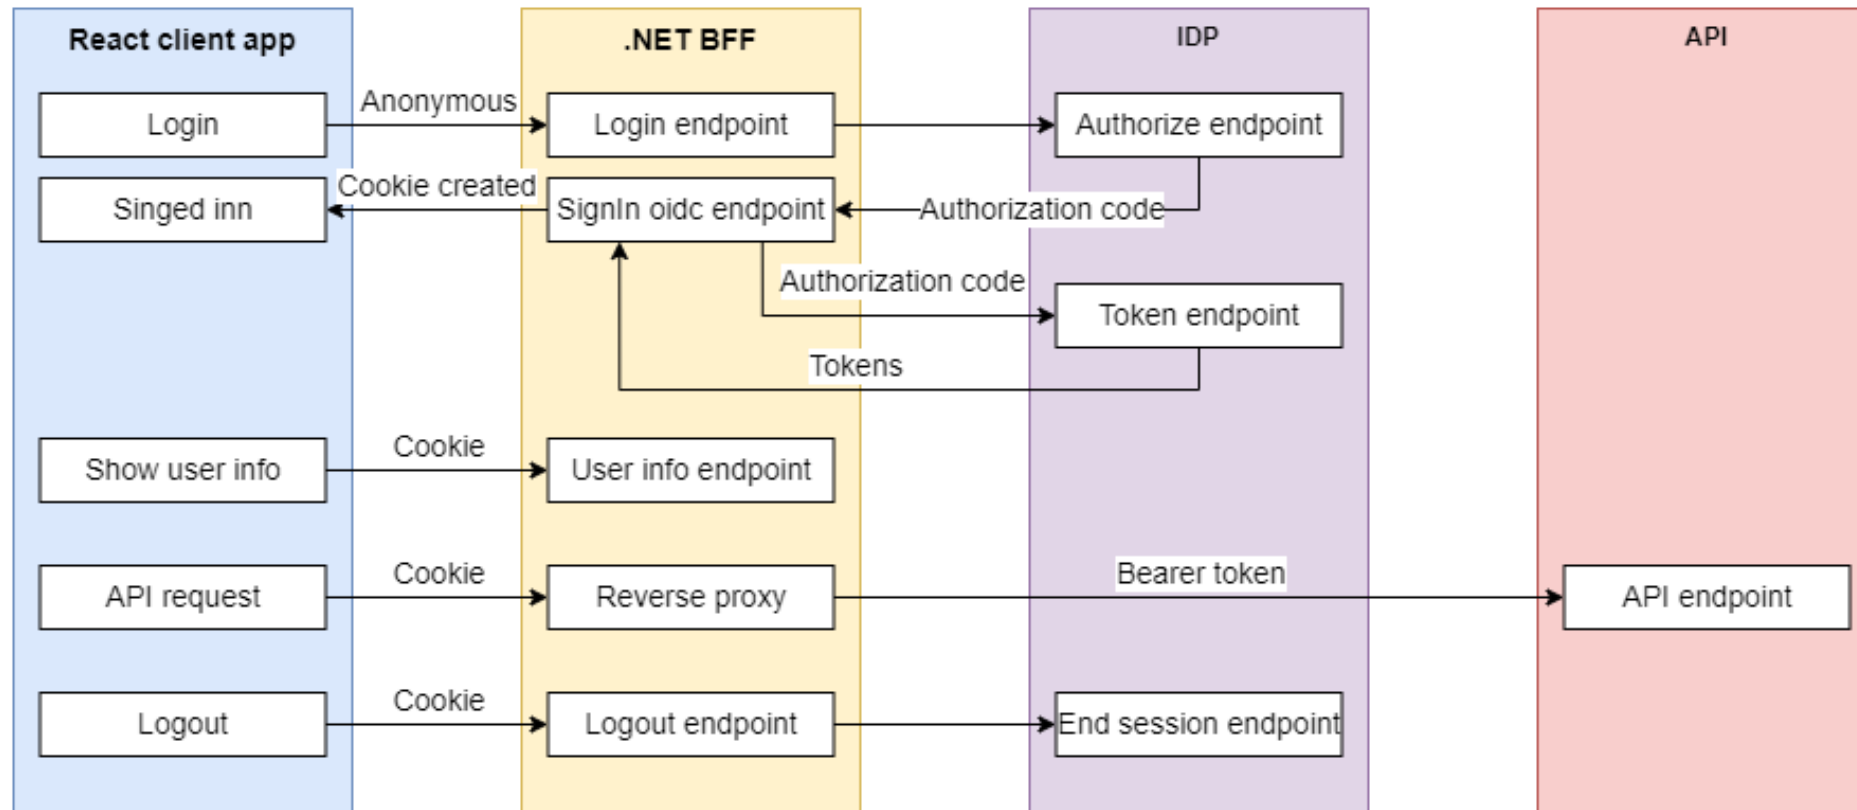 React client app
.NET BFF
IDP
API
Login
Anonymous
Login endpoint
Authorize endpoint
Singed inn
Cookie created
SignIn oidc endpoint
Authorization code
Authorization code
Token endpoint
Tokens
Show user info
Cookie
User info endpoint
API request
Cookie
Reverse proxy
Bearer token
API endpoint
Logout
Cookie
Logout endpoint
End session endpoint